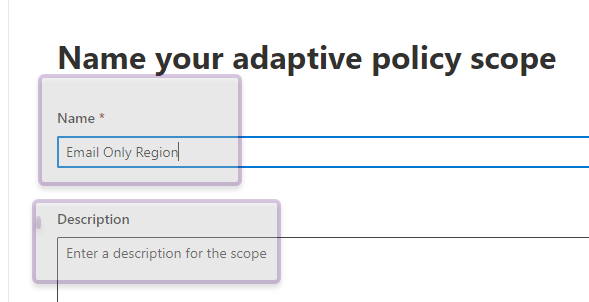 Name your adaptive policy scope
Name *
Email Only Region
Description
Enter a description for the scope